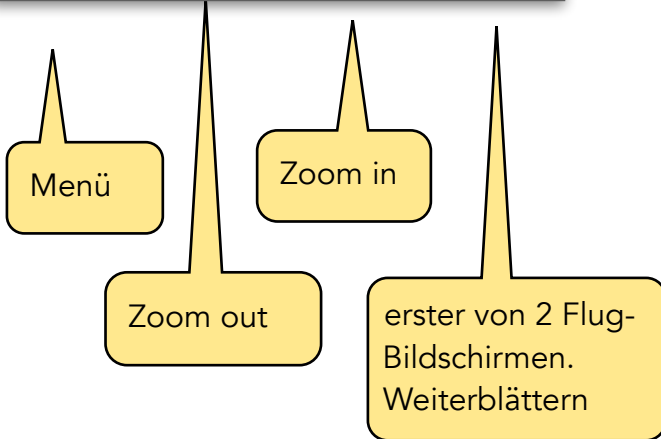 Menü
Zoom in
Zoom out
erster von 2 Flug-
Bildschirmen.
Weiterblättern